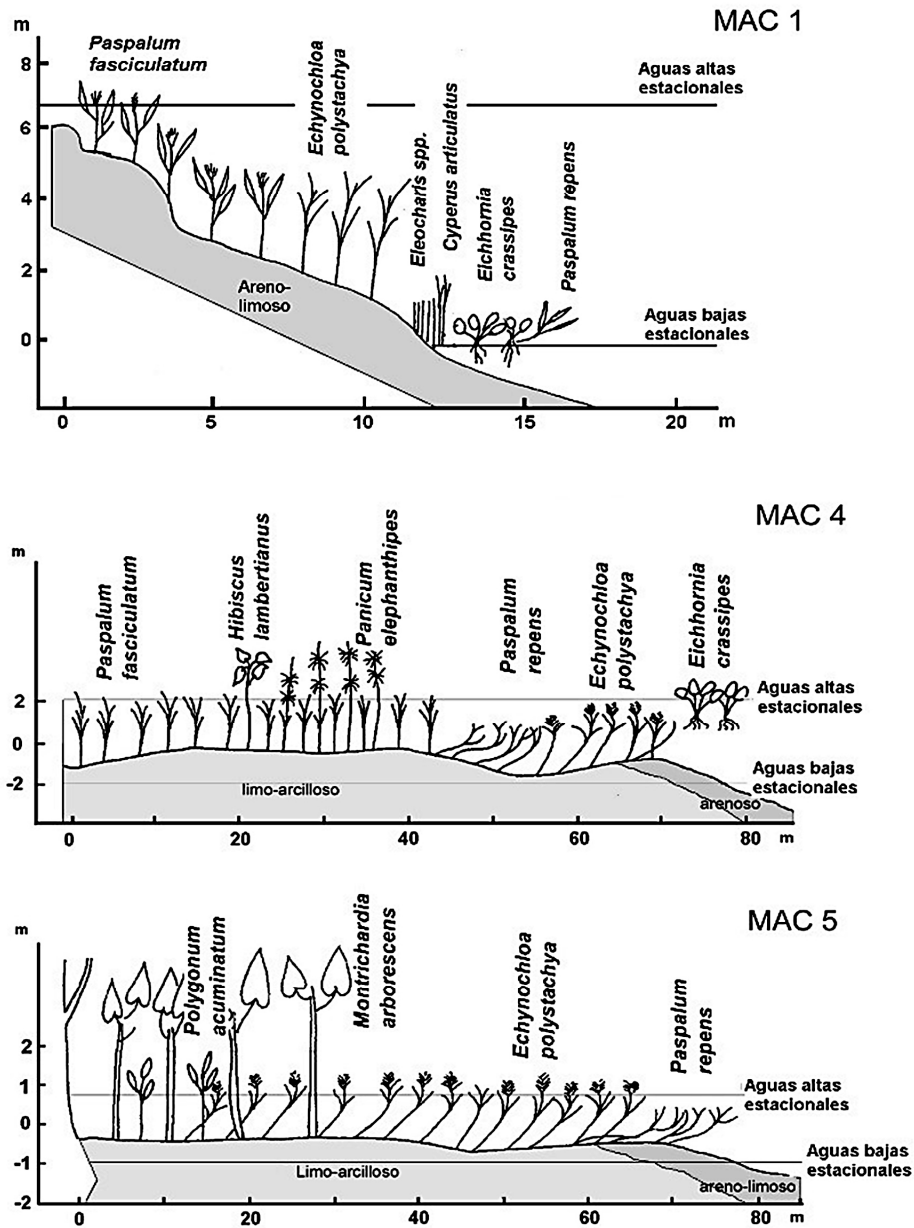 MAC 1
m
Paspalum
fasciculatum
Echynochloa
polystachya
Eleocharis spp.
Cyperus articulatus
Eichhornia
crassipes
Paspalum repens
Aguas altas
estacionales
8
6
4
2
0
Areno-
limoso
Aguas bajas
estacionales
0 5 10 15 20 m
MAC 4
m
Paspalum
fasciculatum
Hibiscus
lambertianus
Panicum
elephanthipes
Paspalum
repens
Echynochloa
polystachya
Eichhornia
crassipes
2
0
-2
Aguas altas
estacionales
Aguas bajas
estacionales
limo-arcilloso
arenoso
0 20 40 60 80 m
MAC 5
m
Polygonum
acuminatum
Montrichardia
arborescens
Echynochloa
polystachya
Paspalum
repens
2
1
0
-1
-2
Aguas altas
estacionales
Aguas bajas
estacionales
Limo-arcilloso
areno-limoso
0 20 40 60 80 m